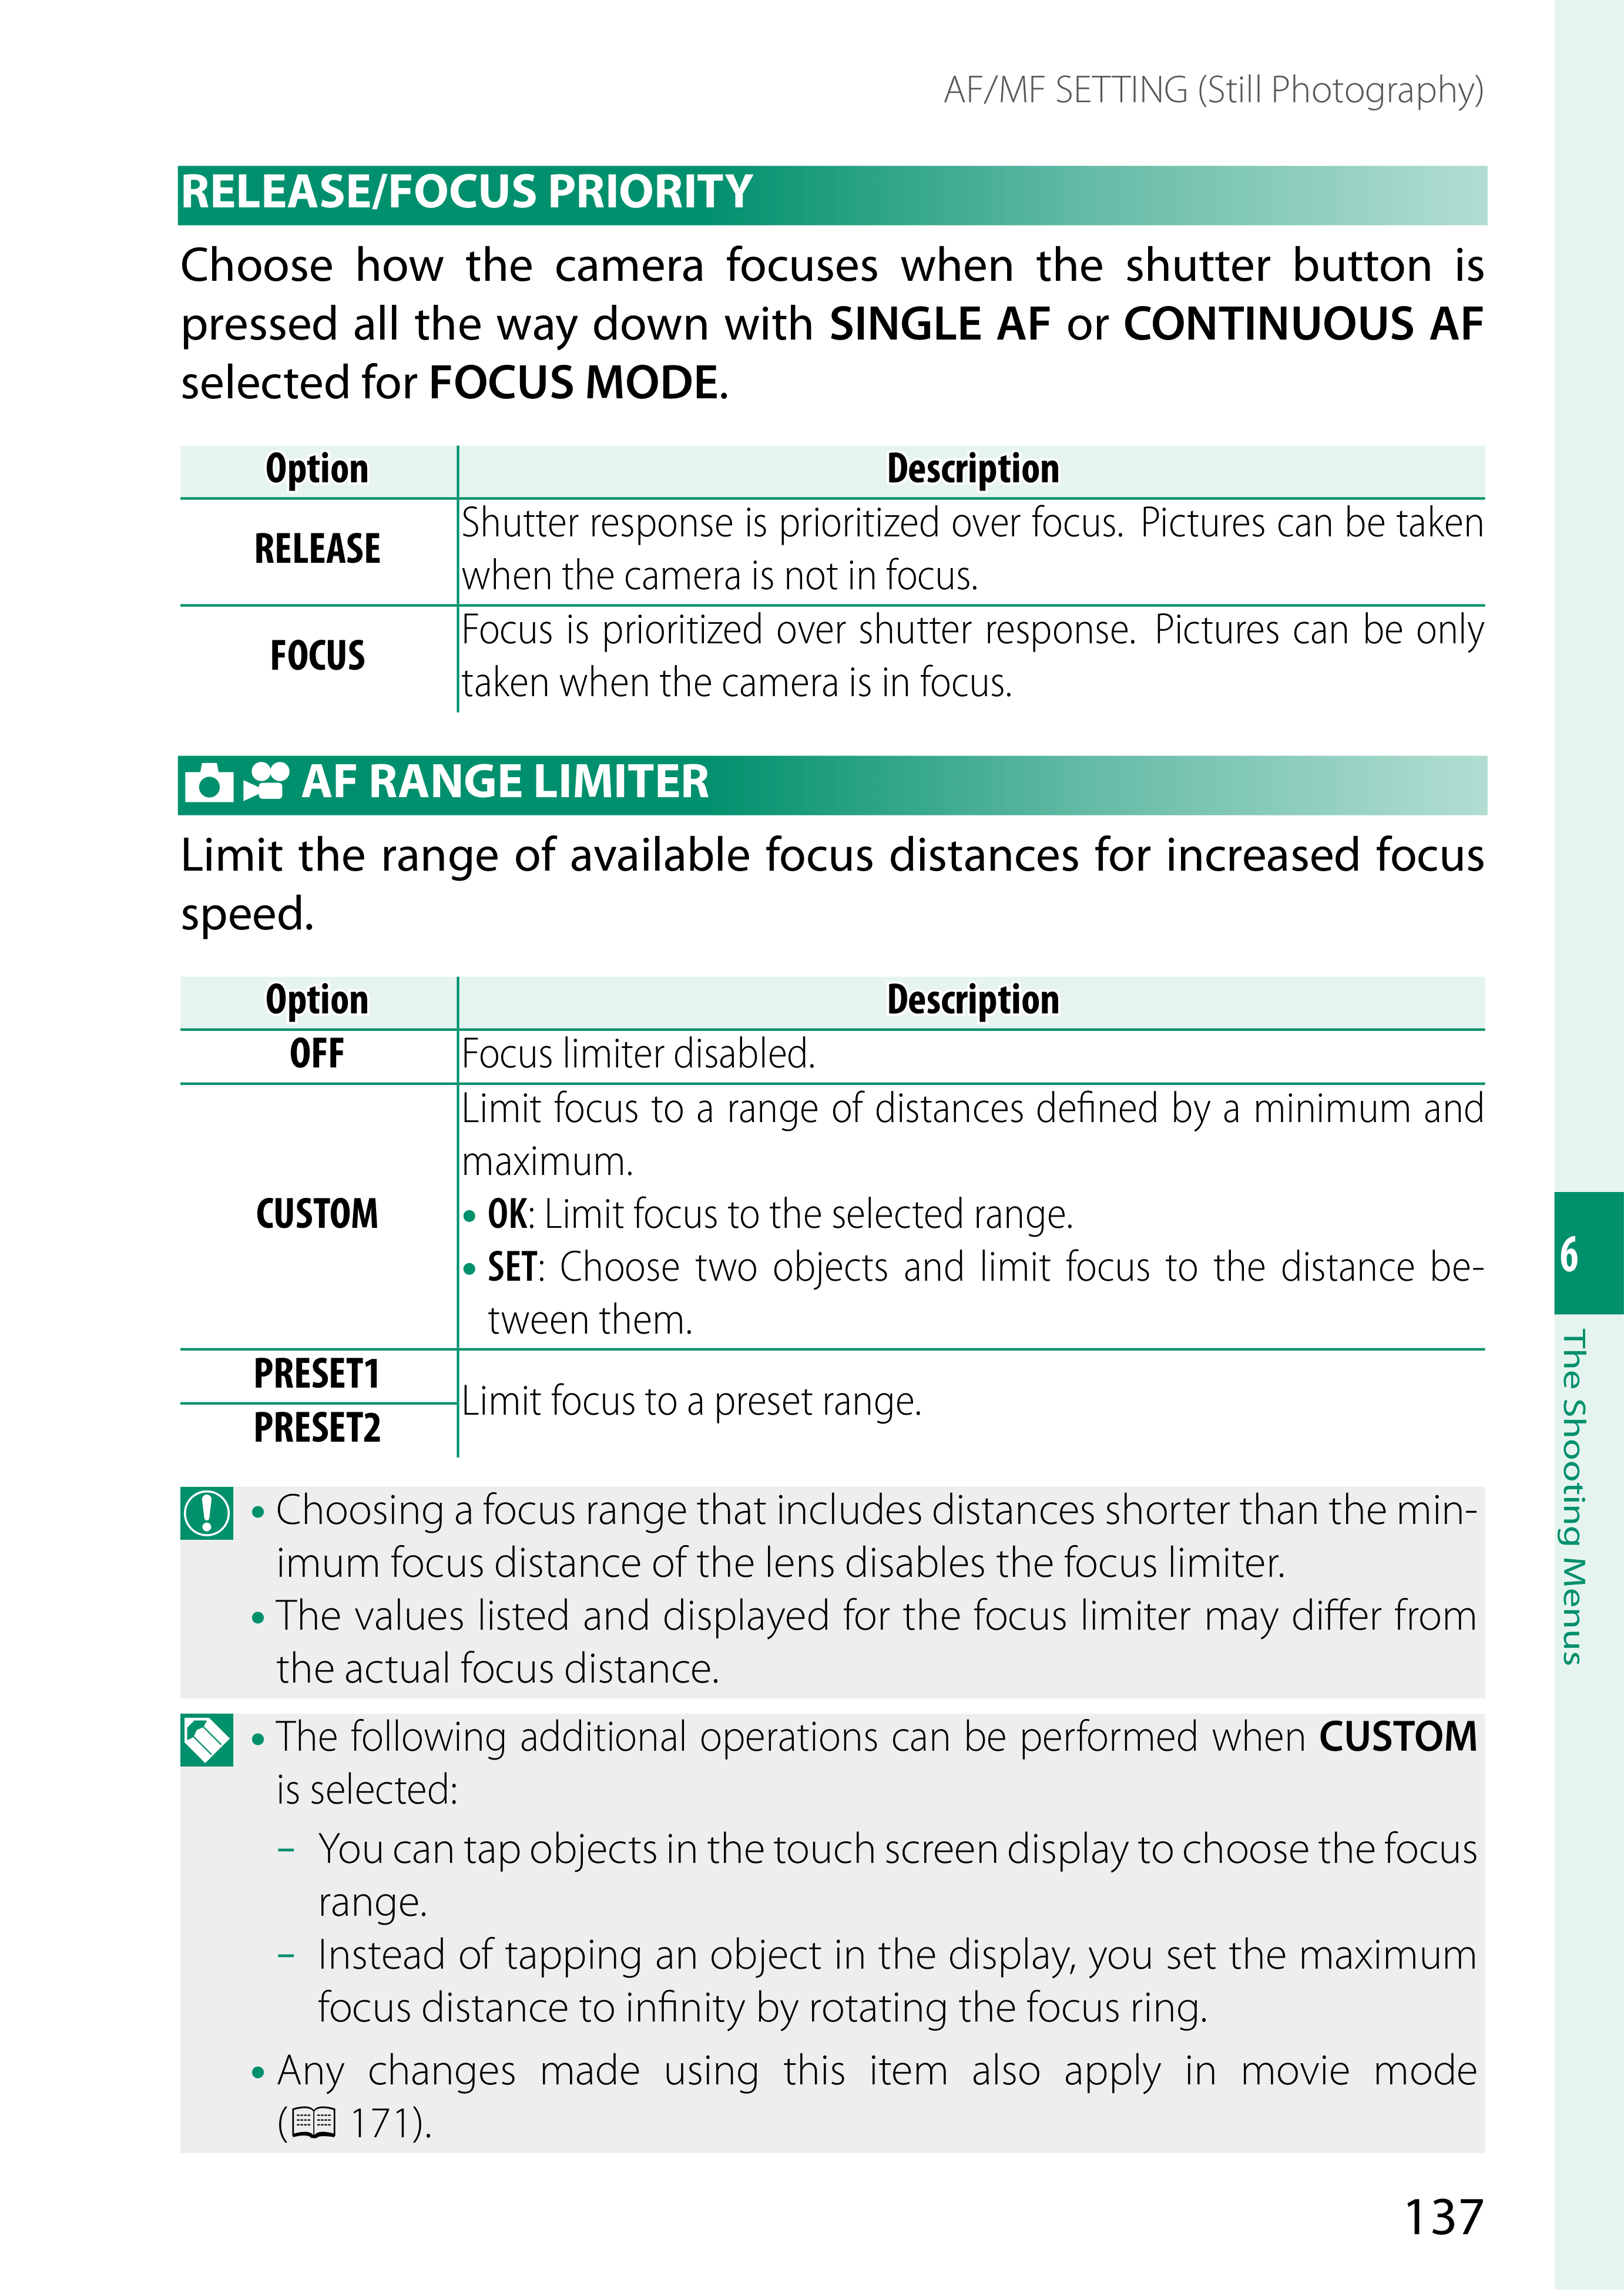 AF/MF SETTING (Still Photography)
RELEASE/FOCUS PRIORITY
Choose how the camera focuses when the shutter button is
pressed all the way down with SINGLE AF or CONTINUOUS AF
selected for FOCUS MODE.
Option Description
RELEASE
Shutter response is prioritized over focus. Pictures can be taken
when the camera is not in focus.
FOCUS
Focus is prioritized over shutter response. Pictures can be only
taken when the camera is in focus.
AF RANGE LIMITER
Limit the range of available focus distances for increased focus
speed.
Option Description
OFF Focus limiter disabled.
CUSTOM
Limit focus to a range of distances defined by a minimum and
maximum.
• OK: Limit focus to the selected range.
• SET: Choose two objects and limit focus to the distance be-
tween them.
PRESET1
PRESET2
Limit focus to a preset range.
• Choosing a focus range that includes distances shorter than the min-
imum focus distance of the lens disables the focus limiter.
• The values listed and displayed for the focus limiter may differ from
the actual focus distance.
• The following additional operations can be performed when CUSTOM
is selected:
– You can tap objects in the touch screen display to choose the focus
range.
– Instead of tapping an object in the display, you set the maximum
focus distance to infinity by rotating the focus ring.
• Any changes made using this item also apply in movie mode
(171).
137
6
The Shooting Menus